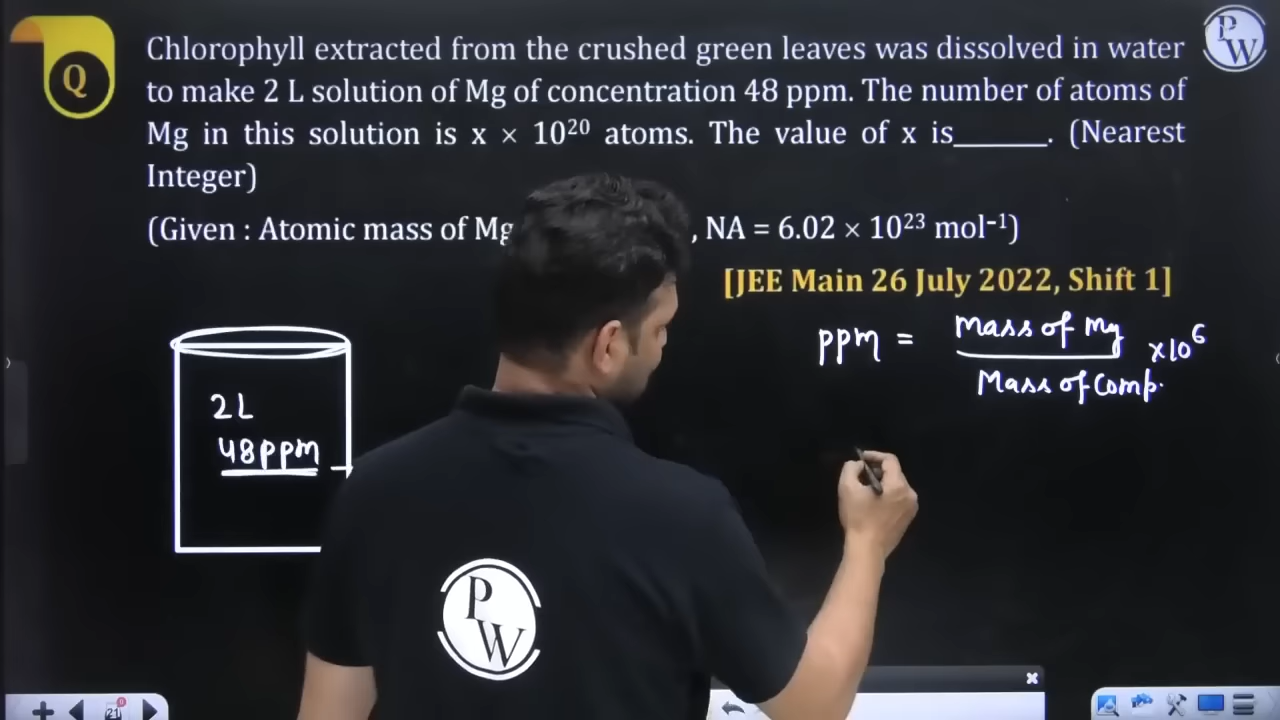 Q
Chlorophyll extracted from the crushed green leaves was dissolved in water
to make 2 L solution of Mg of concentration 48 ppm. The number of atoms of
Mg in this solution is x × 10²⁰ atoms. The value of x is______. (Nearest
Integer)
(Given : Atomic mass of Mg , NA = 6.02 × 10²³ mol⁻¹)
[JEE Main 26 July 2022, Shift 1]
ppm = Mass of Mg ×10⁶
Mass of Comp.
2L
48ppm
PW
PW
21